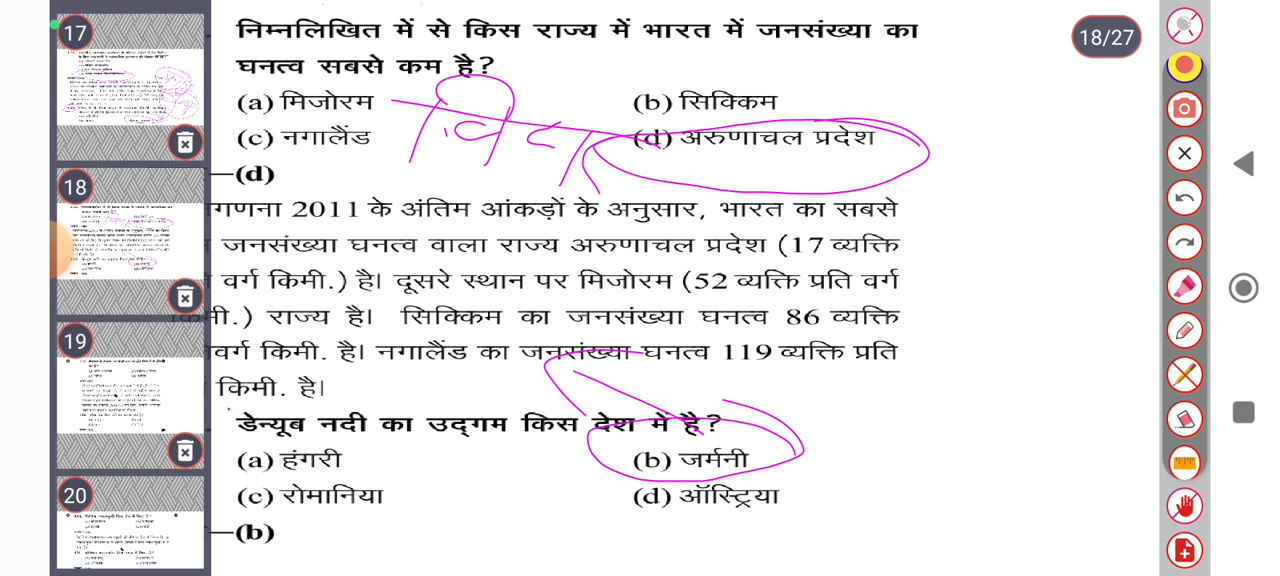 17
18
19
20
18/27
निम्नलिखित में से किस राज्य में भारत में जनसंख्या का
घनत्व सबसे कम है?
(a) मिजोरम (b) सिक्किम
(c) नगालैंड (d) अरुणाचल प्रदेश
—(d)
गणना 2011 के अंतिम आंकड़ों के अनुसार, भारत का सबसे
जनसंख्या घनत्व वाला राज्य अरुणाचल प्रदेश (17 व्यक्ति
वर्ग किमी.) है। दूसरे स्थान पर मिजोरम (52 व्यक्ति प्रति वर्ग
किमी.) राज्य है। सिक्किम का जनसंख्या घनत्व 86 व्यक्ति
वर्ग किमी. है। नगालैंड का जनसंख्या घनत्व 119 व्यक्ति प्रति
किमी. है।
डेन्यूब नदी का उद्गम किस देश में है?
(a) हंगरी (b) जर्मनी
(c) रोमानिया (d) ऑस्ट्रिया
—(b)